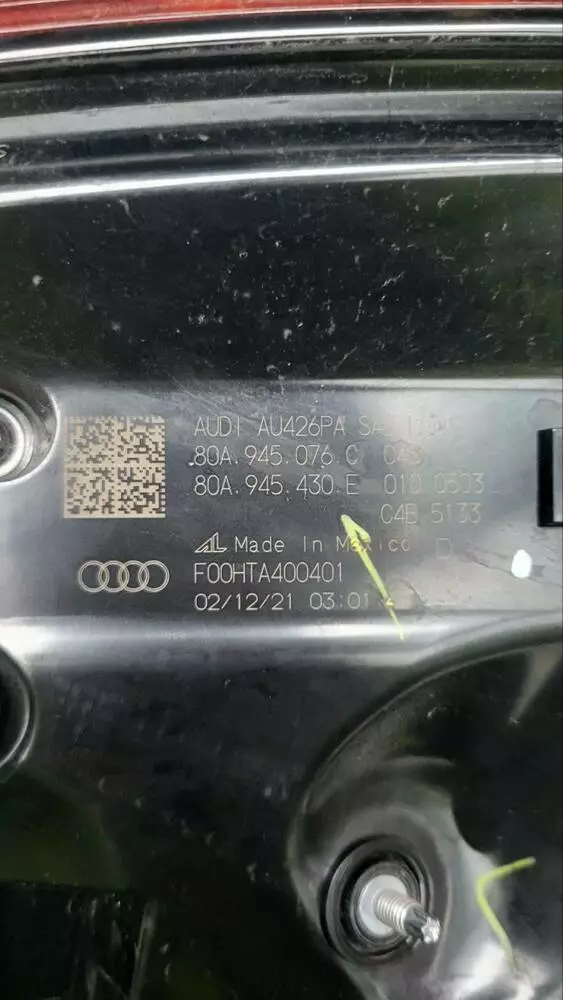 AUDI AU426PA
80A.945.076.C
80A.945.430.E 010 0503
C4B 5133
Made In Mexico D
F00HTA400401
02/12/21 03:01